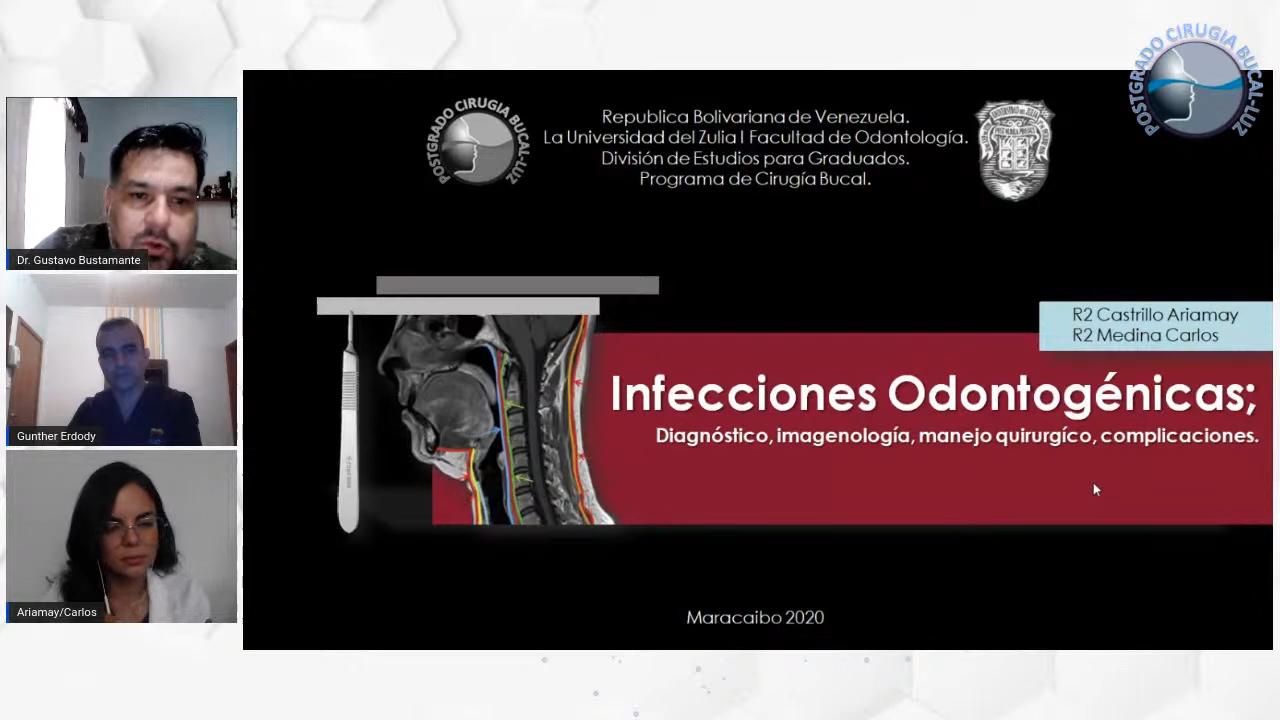 POSTGRADO CIRUGIA BUCAL-LUZ
POSTGRADO CIRUGIA BUCAL-LUZ
Republica Bolivariana de Venezuela.
La Universidad del Zulia I Facultad de Odontología.
División de Estudios para Graduados.
Programa de Cirugía Bucal.
Dr. Gustavo Bustamante
R2 Castrillo Ariamay
R2 Medina Carlos
Infecciones Odontogénicas;
Diagnóstico, imagenología, manejo quirurgíco, complicaciones.
Gunther Erdody
Ariamay/Carlos
Maracaibo 2020